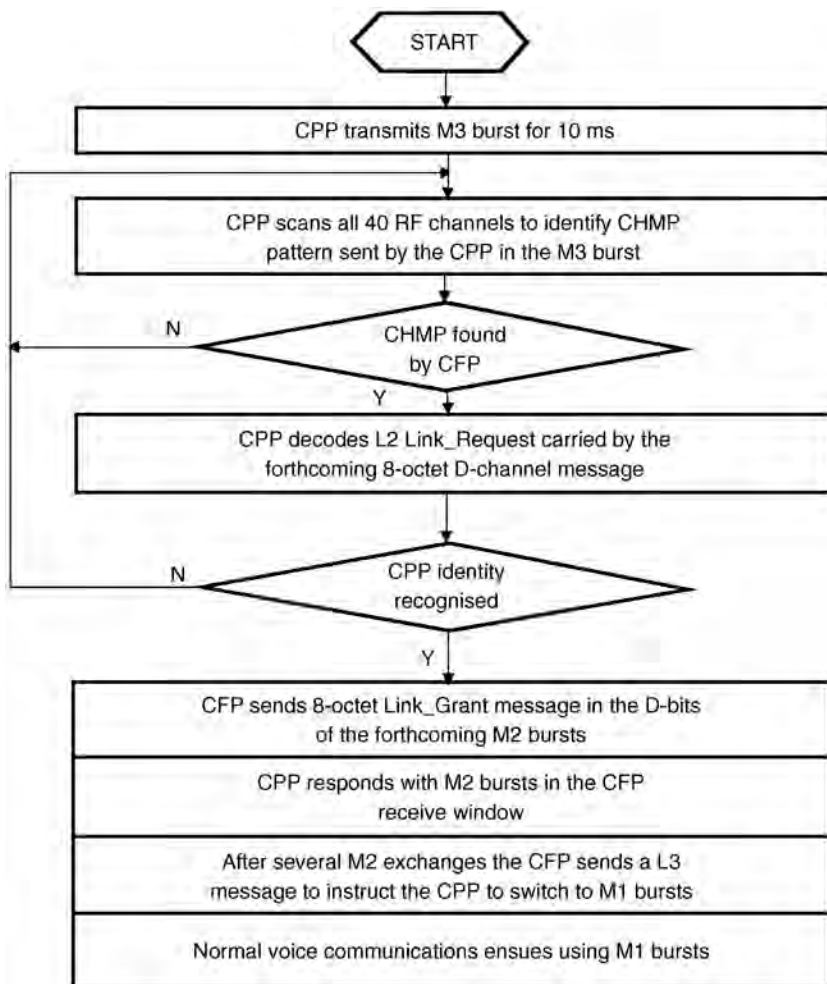 START
CPP transmits M3 burst for 10 ms
CPP scans all 40 RF channels to identify CHMP
pattern sent by the CPP in the M3 burst
N
CHMP found
by CFP
Y
CPP decodes L2 Link_Request carried by the
forthcoming 8-octet D-channel message
N
CPP identity
recognised
Y
CFP sends 8-octet Link_Grant message in the D-bits
of the forthcoming M2 bursts
CPP responds with M2 bursts in the CFP
receive window
After several M2 exchanges the CFP sends a L3
message to instruct the CPP to switch to M1 bursts
Normal voice communications ensues using M1 bursts